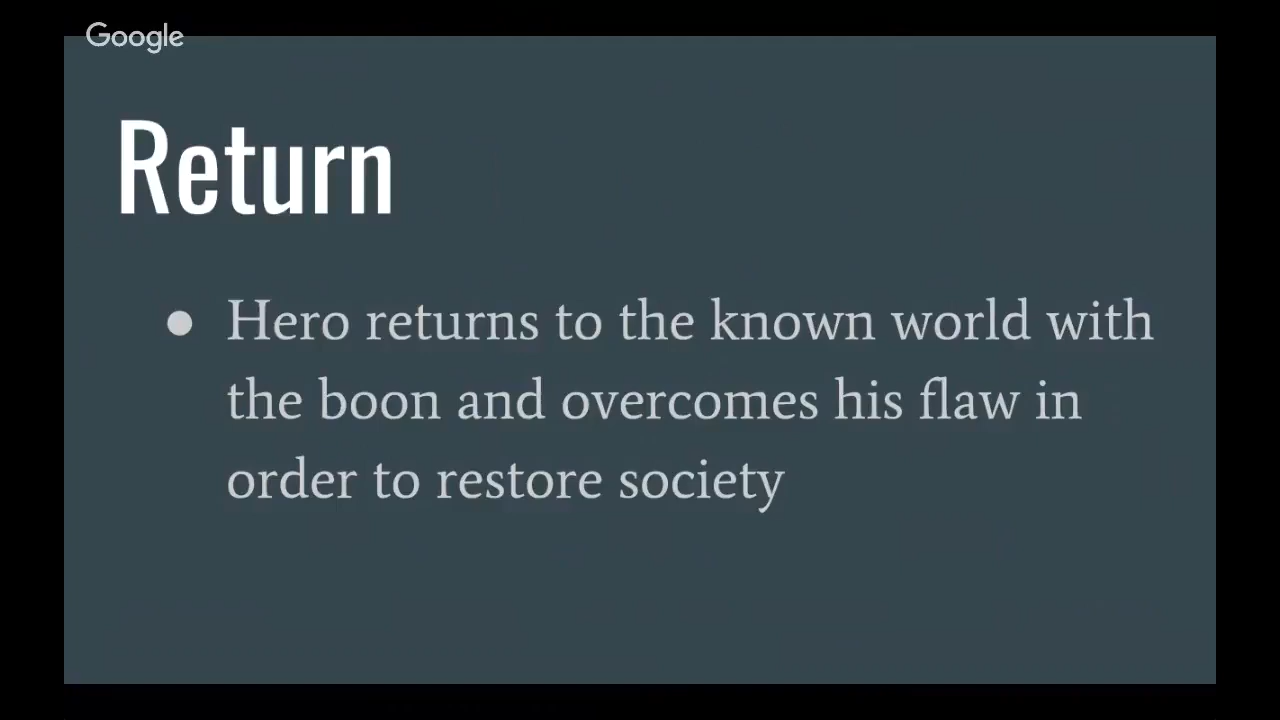 Google
Return
● Hero returns to the known world with
the boon and overcomes his flaw in
order to restore society